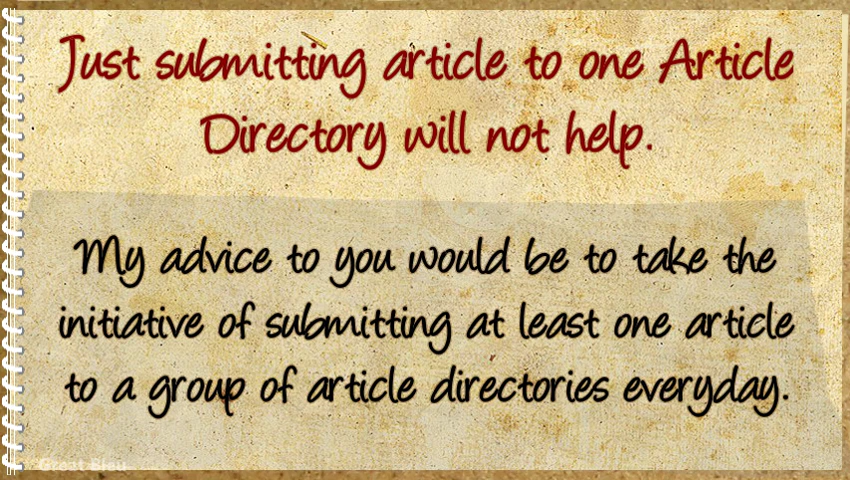 Just submitting article to one Article
Directory will not help.
My advice to you would be to take the
initiative of submitting at least one article
to a group of article directories everyday.